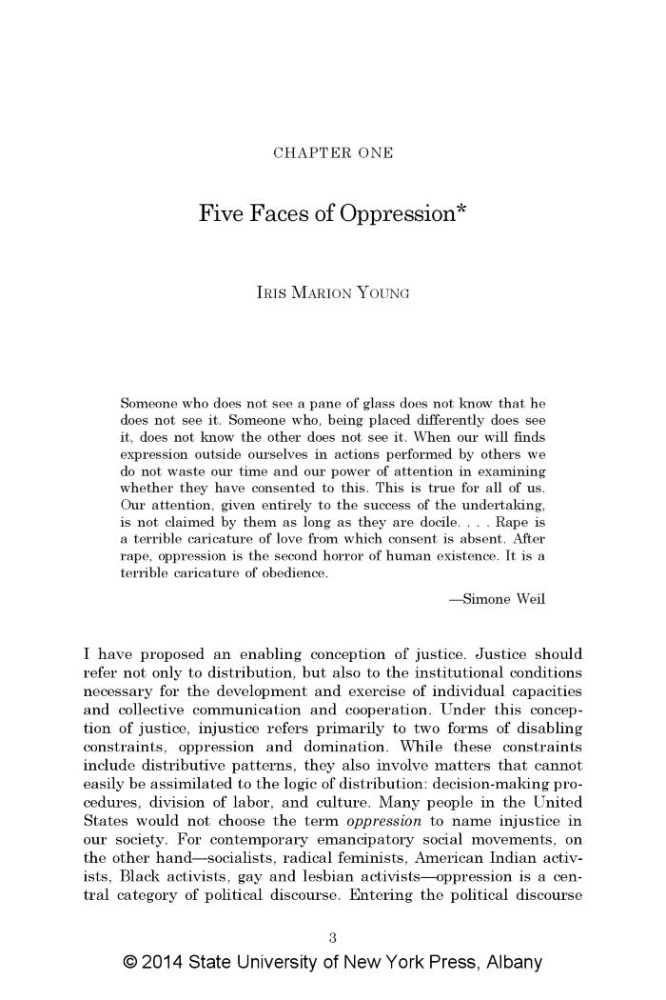 CHAPTER ONE
Five Faces of Oppression*
IRIS MARION YOUNG
Someone who does not see a pane of glass does not know that he
does not see it. Someone who, being placed differently does see
it, does not know the other does not see it. When our will finds
expression outside ourselves in actions performed by others we
do not waste our time and our power of attention in examining
whether they have consented to this. This is true for all of us.
Our attention, given entirely to the success of the undertaking,
is not claimed by them as long as they are docile. . . . Rape is
a terrible caricature of love from which consent is absent. After
rape, oppression is the second horror of human existence. It is a
terrible caricature of obedience.
—Simone Weil
I have proposed an enabling conception of justice. Justice should
refer not only to distribution, but also to the institutional conditions
necessary for the development and exercise of individual capacities
and collective communication and cooperation. Under this concep-
tion of justice, injustice refers primarily to two forms of disabling
constraints, oppression and domination. While these constraints
include distributive patterns, they also involve matters that cannot
easily be assimilated to the logic of distribution: decision-making pro-
cedures, division of labor, and culture. Many people in the United
States would not choose the term oppression to name injustice in
our society. For contemporary emancipatory social movements, on
the other hand—socialists, radical feminists, American Indian activ-
ists, Black activists, gay and lesbian activists—oppression is a cen-
tral category of political discourse. Entering the political discourse
3
© 2014 State University of New York Press, Albany